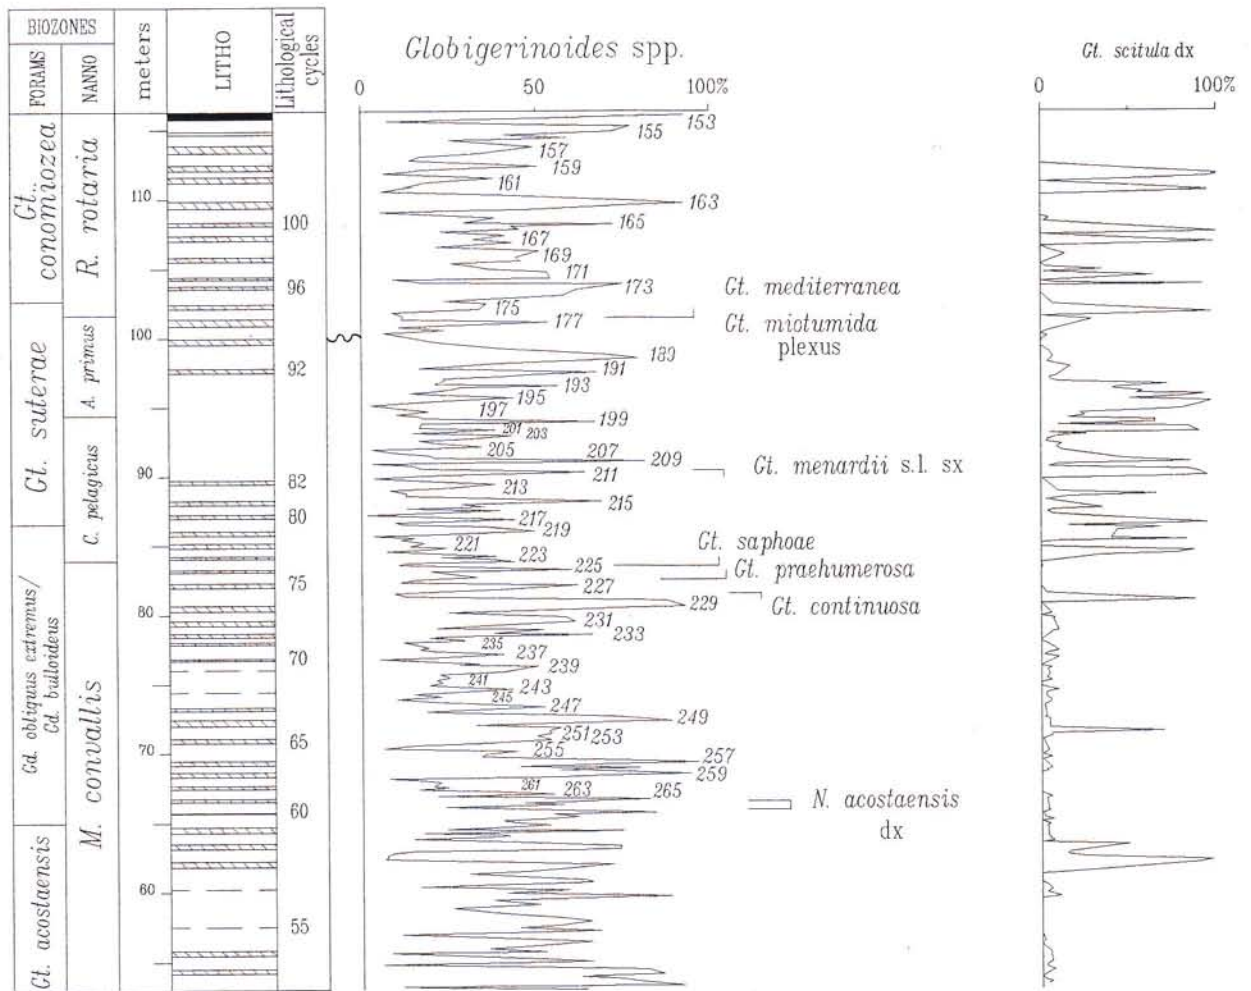 BIOZONES
FORAMS
NANNO
meters
LITHO
Lithological
cycles
Globigerinoides spp.
0 50 100%
Gt. scitula dx
0 100%
Gt.
conomiozea
Gt. suterae
Gd. obliquus extremus/
Gd. bulloideus
Gt. acostaensis
R. rotaria
A. primus
C. pelagicus
M. convallis
110
100
90
80
70
60
100
96
92
82
80
75
70
65
60
55
153
155
157
159
161
163
165
167
169
171
173
175
177
189
191
193
195
197 199
201 203
205 207 209
211
213
215
217
219
221
223
225
227
229
231
233
235
237
239
241
243
245
247
249
251 253
255 257
259
261 263 265
Gt. mediterranea
Gt. miotumida
plexus
Gt. menardii s.l. sx
Gt. saphoae
Gt. praehumerosa
Gt. continuosa
N. acostaensis
dx